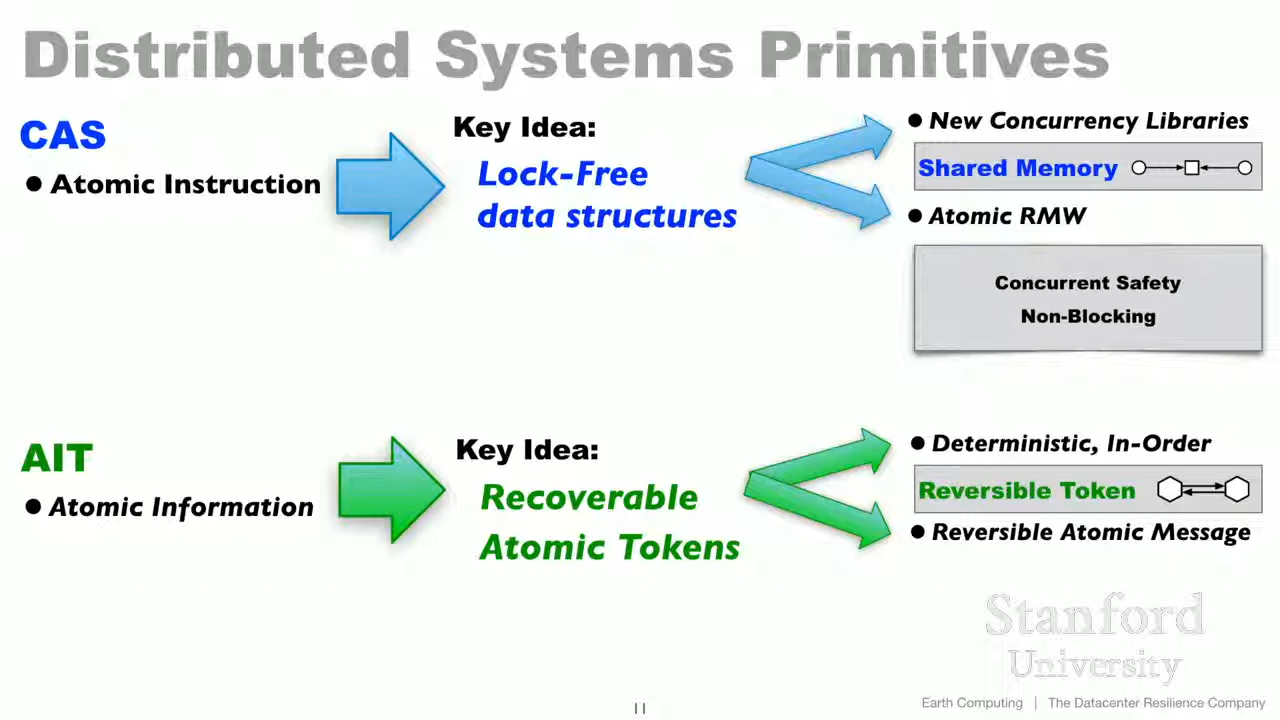 Distributed Systems Primitives
CAS
● Atomic Instruction
Key Idea:
Lock-Free
data structures
● New Concurrency Libraries
Shared Memory
● Atomic RMW
Concurrent Safety
Non-Blocking
AIT
● Atomic Information
Key Idea:
Recoverable
Atomic Tokens
● Deterministic, In-Order
Reversible Token
● Reversible Atomic Message
Stanford
University
11
Earth Computing | The Datacenter Resilience Company